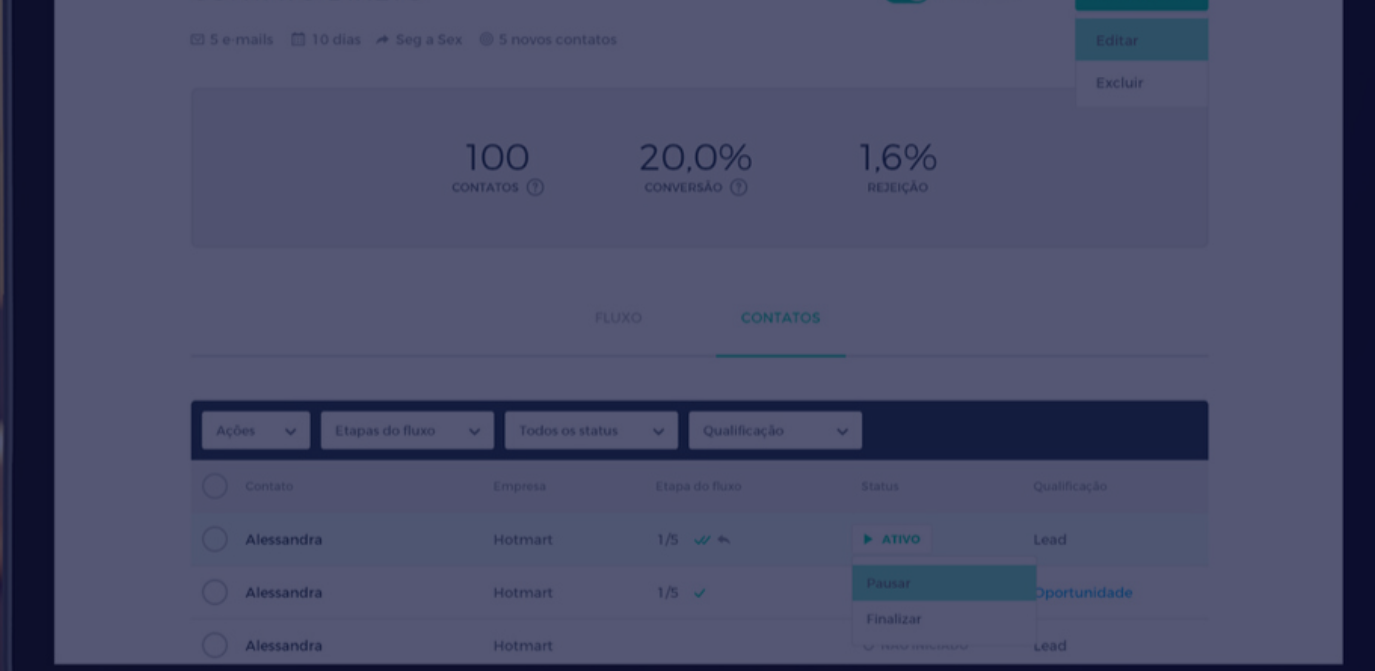 5 e-mails 10 dias Seg a Sex 5 novos contatos
Editar
Excluir
100 20,0% 1,6%
CONTATOS ? CONVERSÃO ? REJEIÇÃO
FLUXO CONTATOS
Ações Etapas do fluxo Todos os status Qualificação
Contato Empresa Etapa do fluxo Status Qualificação
Alessandra Hotmart 1/5 ATIVO Lead
Pausar
Alessandra Hotmart 1/5 Oportunidade
Finalizar
Alessandra Hotmart Lead